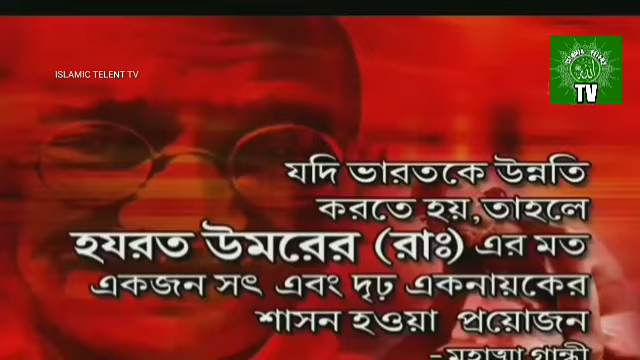 ISLAMIC TELENT TV
TV
যদি ভারতকে উন্নতি
করতে হয়,তাহলে
হযরত উমরের (রাঃ) এর মত
একজন সৎ এবং দৃঢ় একনায়কের
শাসন হওয়া প্রয়োজন
- মহাত্মা গান্ধী